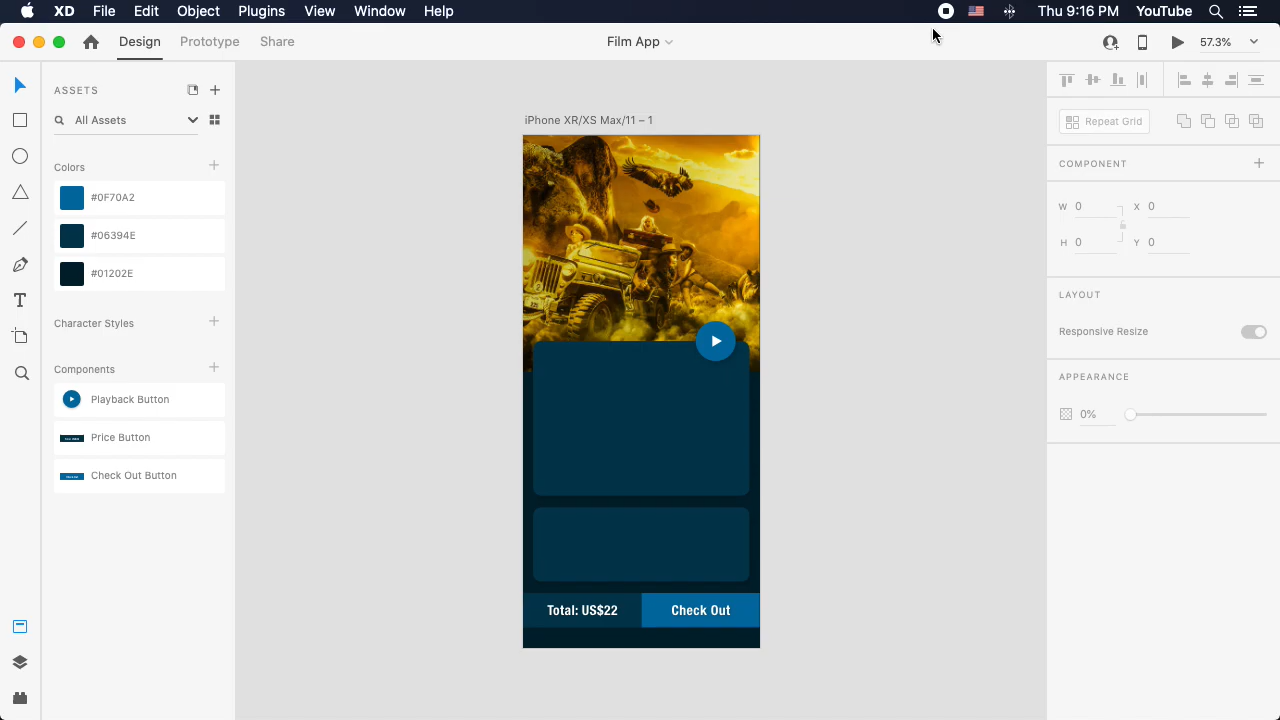 XD File Edit Object Plugins View Window Help Thu 9:16 PM YouTube
Design Prototype Share Film App 57.3%
ASSETS
All Assets
Colors
#0F70A2
#06394E
#01202E
Character Styles
Components
Playback Button
Price Button
Check Out Button
iPhone XR/XS Max/11 – 1
Total: US$22 Check Out
Repeat Grid
COMPONENT
W 0 X 0
H 0 Y 0
LAYOUT
Responsive Resize
APPEARANCE
0%